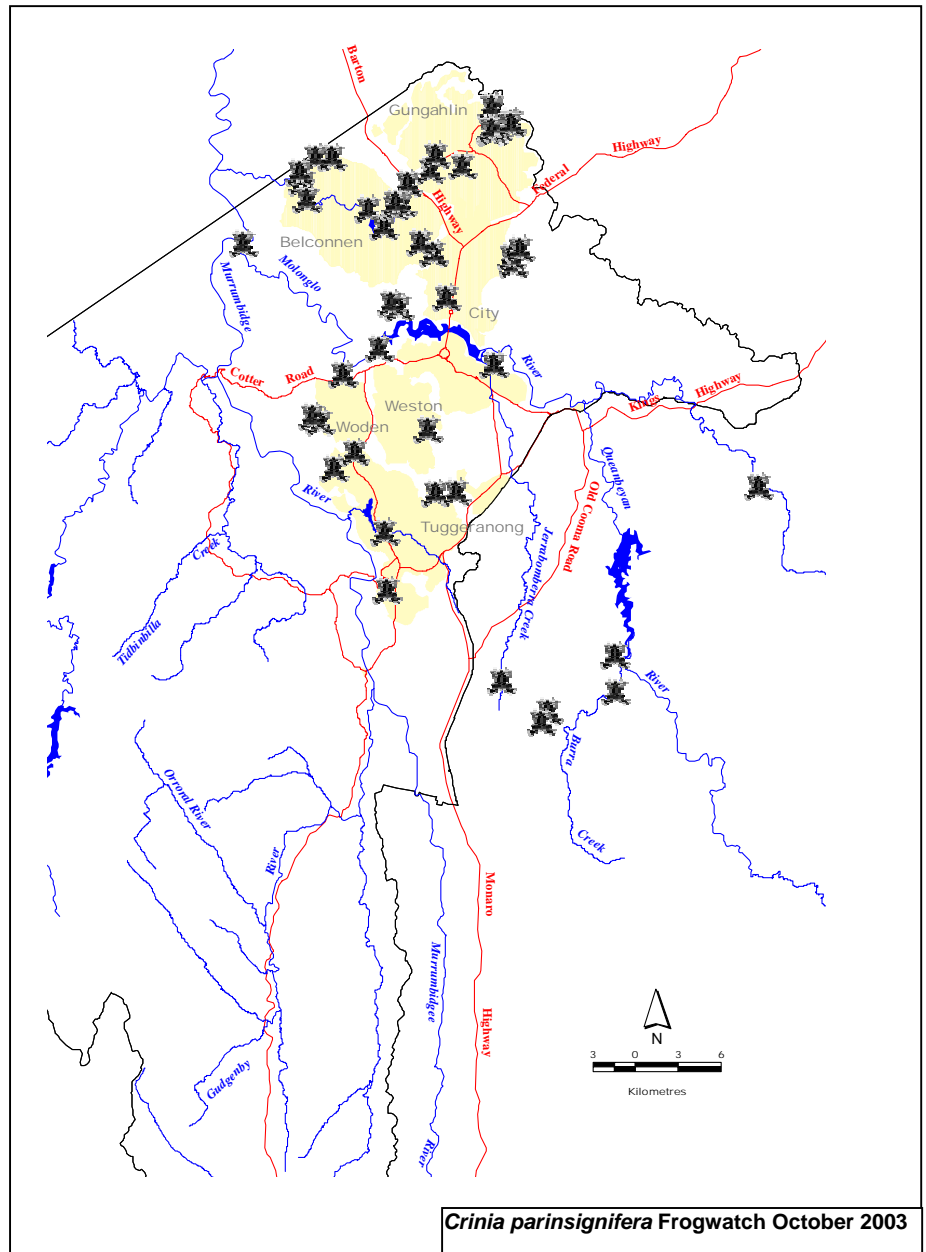 Barton
Gungahlin
Highway
Federal
Highway
Belconnen
Molonglo
Murrumbidge
City
River
Cotter Road
Kings Highway
Weston
Woden
River
Queanbeyan
Old Cooma Road
Tuggeranong
Jerrabomberra Creek
Creek
Tidbinbilla
River
Burra
Creek
Orroral River
River
Monaro
Murrumbidgee
Highway
Gudgenby
River
N
3 0 3 6
Kilometres
Crinia parinsignifera Frogwatch October 2003